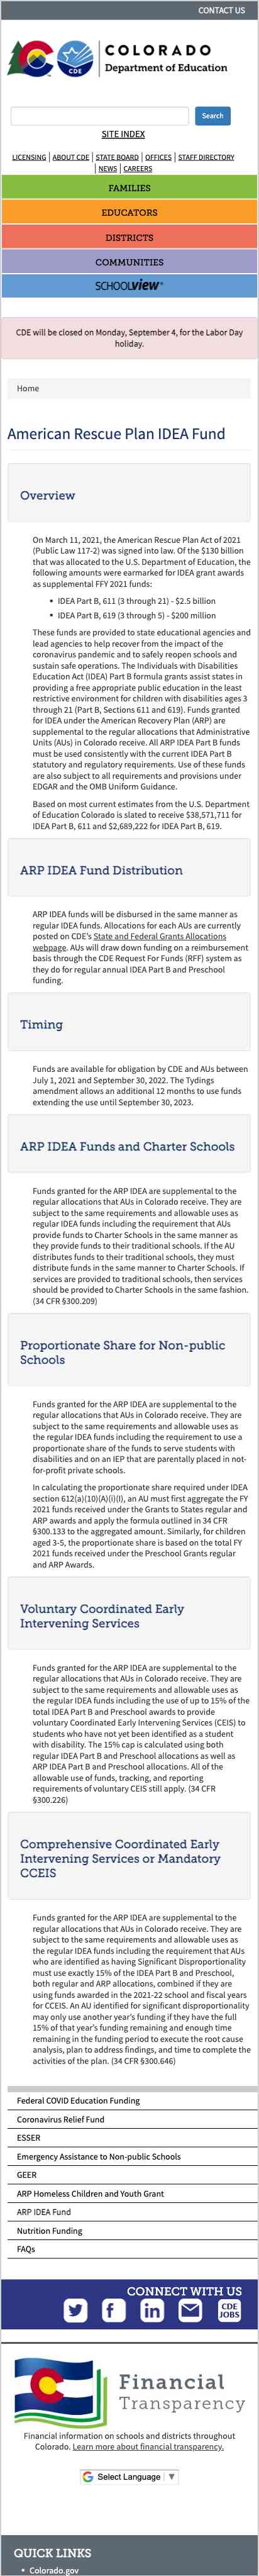 CONTACT US
COLORADO
CDE
Department of Education
Search
SITE INDEX
LICENSING | ABOUT CDE | STATE BOARD | OFFICES | STAFF DIRECTORY
| NEWS | CAREERS
FAMILIES
EDUCATORS
DISTRICTS
COMMUNITIES
SCHOOLVIEW®
CDE will be closed on Monday, September 4, for the Labor Day
holiday.
Home
American Rescue Plan IDEA Fund
Overview
On March 11, 2021, the American Rescue Plan Act of 2021
(Public Law 117-2) was signed into law. Of the $130 billion
that was allocated to the U.S. Department of Education, the
following amounts were earmarked for IDEA grant awards
as supplemental FFY 2021 funds:
• IDEA Part B, 611 (3 through 21) - $2.5 billion
• IDEA Part B, 619 (3 through 5) - $200 million
These funds are provided to state educational agencies and
lead agencies to help recover from the impact of the
coronavirus pandemic and to safely reopen schools and
sustain safe operations. The Individuals with Disabilities
Education Act (IDEA) Part B formula grants assist states in
providing a free appropriate public education in the least
restrictive environment for children with disabilities ages 3
through 21 (Part B, Sections 611 and 619). Funds granted
for IDEA under the American Recovery Plan (ARP) are
supplemental to the regular allocations that Administrative
Units (AUs) in Colorado receive. All ARP IDEA Part B funds
must be used consistently with the current IDEA Part B
statutory and regulatory requirements. Use of these funds
are also subject to all requirements and provisions under
EDGAR and the OMB Uniform Guidance.
Based on most current estimates from the U.S. Department
of Education Colorado is slated to receive $38,571,711 for
IDEA Part B, 611 and $2,689,222 for IDEA Part B, 619.
ARP IDEA Fund Distribution
ARP IDEA funds will be disbursed in the same manner as
regular IDEA funds. Allocations for each AUs are currently
posted on CDE's State and Federal Grants Allocations
webpage. AUs will draw down funding on a reimbursement
basis through the CDE Request For Funds (RFF) system as
they do for regular annual IDEA Part B and Preschool
funding.
Timing
Funds are available for obligation by CDE and AUs between
July 1, 2021 and September 30, 2022. The Tydings
amendment allows an additional 12 months to use funds
extending the use until September 30, 2023.
ARP IDEA Funds and Charter Schools
Funds granted for the ARP IDEA are supplemental to the
regular allocations that AUs in Colorado receive. They are
subject to the same requirements and allowable uses as
regular IDEA funds including the requirement that AUs
provide funds to Charter Schools in the same manner as
they provide funds to their traditional schools. If the AU
distributes funds to their traditional schools, they must
distribute funds in the same manner to Charter Schools. If
services are provided to traditional schools, then services
should be provided to Charter Schools in the same fashion.
(34 CFR §300.209)
Proportionate Share for Non-public
Schools
Funds granted for the ARP IDEA are supplemental to the
regular allocations that AUs in Colorado receive. They are
subject to the same requirements and allowable uses as
the regular IDEA funds including the requirement to use a
proportionate share of the funds to serve students with
disabilities and on an IEP that are parentally placed in not-
for-profit private schools.
In calculating the proportionate share required under IDEA
section 612(a)(10)(A)(i)(I), an AU must first aggregate the FY
2021 funds received under the Grants to States regular and
ARP awards and apply the formula outlined in 34 CFR
§300.133 to the aggregated amount. Similarly, for children
aged 3-5, the proportionate share is based on the total FY
2021 funds received under the Preschool Grants regular
and ARP Awards.
Voluntary Coordinated Early
Intervening Services
Funds granted for the ARP IDEA are supplemental to the
regular allocations that AUs in Colorado receive. They are
subject to the same requirements and allowable uses as
the regular IDEA funds including the use of up to 15% of the
total IDEA Part B and Preschool awards to provide
voluntary Coordinated Early Intervening Services (CEIS) to
students who have not yet been identified as a student
with disability. The 15% cap is calculated using both
regular IDEA Part B and Preschool allocations as well as
ARP IDEA Part B and Preschool allocations. All of the
allowable use of funds, tracking, and reporting
requirements of voluntary CEIS still apply. (34 CFR
§300.226)
Comprehensive Coordinated Early
Intervening Services or Mandatory
CCEIS
Funds granted for the ARP IDEA are supplemental to the
regular allocations that AUs in Colorado receive. They are
subject to the same requirements and allowable uses as
the regular IDEA funds including the requirement that AUs
who are identified as having Significant Disproportionality
must use exactly 15% of the IDEA Part B and Preschool,
both regular and ARP allocations, combined if they are
using funds awarded in the 2021-22 school and fiscal years
for CCEIS. An AU identified for significant disproportionality
may only use another year's funding if they have the full
15% of that year's funding remaining and enough time
remaining in the funding period to execute the root cause
analysis, plan to address findings, and time to complete the
activities of the plan. (34 CFR §300.646)
Federal COVID Education Funding
Coronavirus Relief Fund
ESSER
Emergency Assistance to Non-public Schools
GEER
ARP Homeless Children and Youth Grant
ARP IDEA Fund
Nutrition Funding
FAQs
CONNECT WITH US
CDE
JOBS
Financial
Transparency
Financial information on schools and districts throughout
Colorado. Learn more about financial transparency.
Select Language ▼
QUICK LINKS
• Colorado.gov